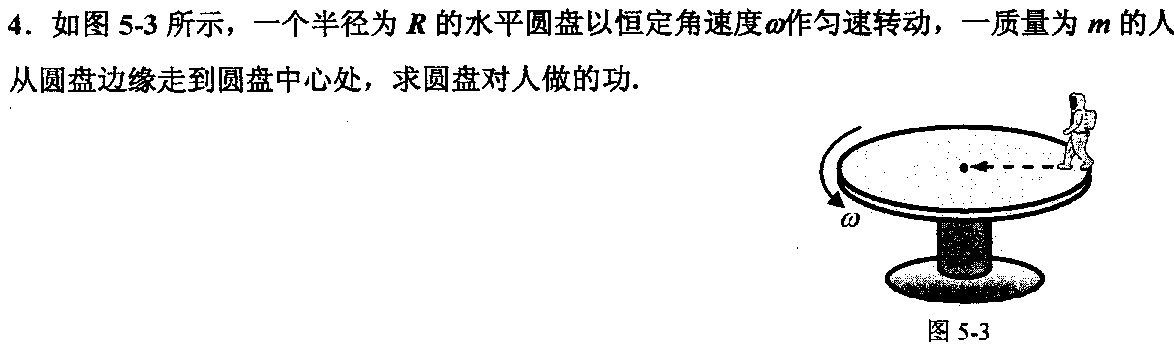 4．如图 5-3 所示，一个半径为 R 的水平圆盘以恒定角速度ω作匀速转动，一质量为 m 的人
从圆盘边缘走到圆盘中心处，求圆盘对人做的功.
ω
图 5-3